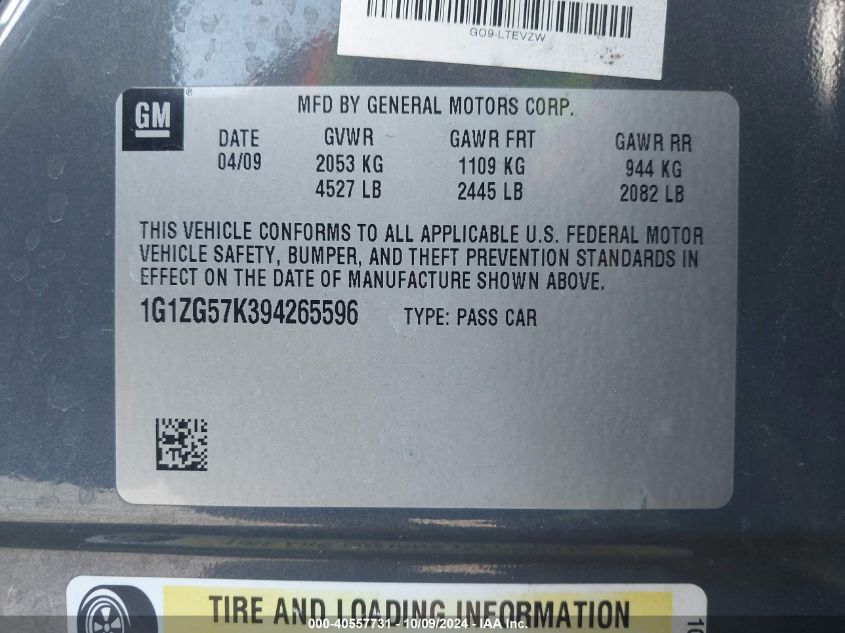 GO9-LTEVZW
GM
MFD BY GENERAL MOTORS CORP.
DATE GVWR GAWR FRT GAWR RR
04/09 2053 KG 1109 KG 944 KG
4527 LB 2445 LB 2082 LB
THIS VEHICLE CONFORMS TO ALL APPLICABLE U.S. FEDERAL MOTOR
VEHICLE SAFETY, BUMPER, AND THEFT PREVENTION STANDARDS IN
EFFECT ON THE DATE OF MANUFACTURE SHOWN ABOVE.
1G1ZG57K394265596 TYPE: PASS CAR
TIRE AND LOADING INFORMATION
000-40557731 - 10/09/2024 - IAA Inc.